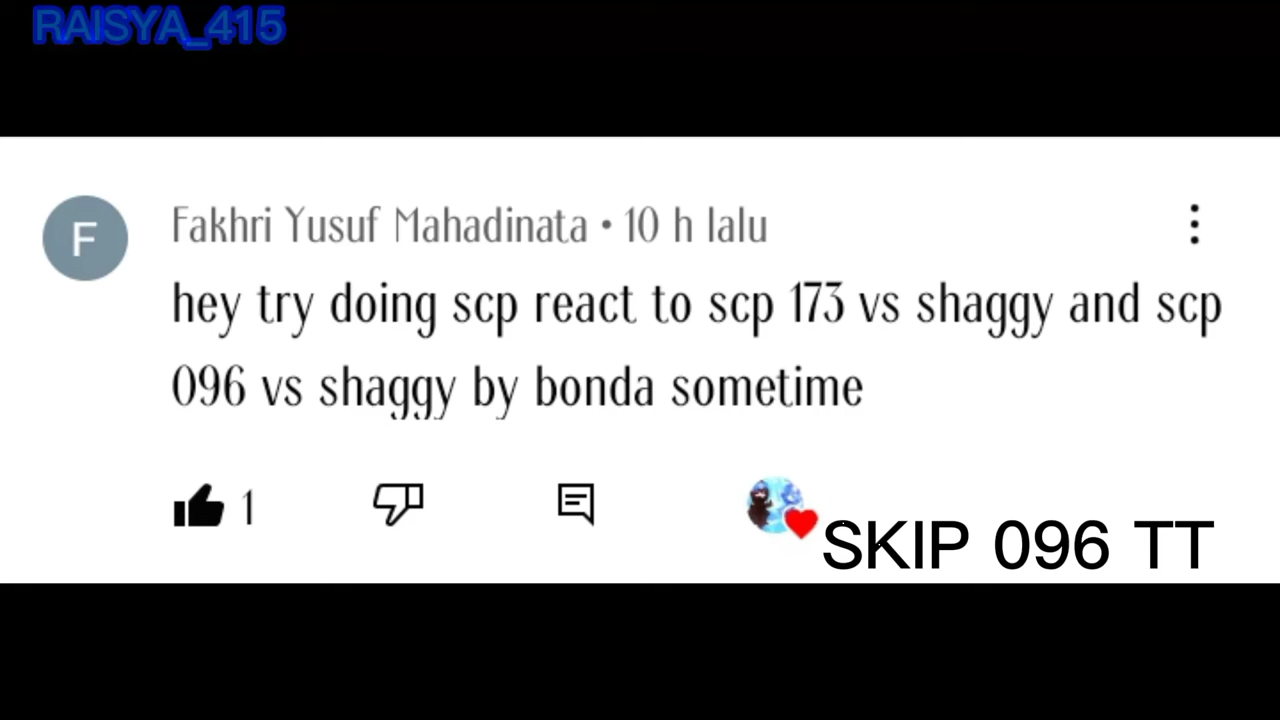 RAISYA_415
F
Fakhri Yusuf Mahadinata • 10 h lalu
hey try doing scp react to scp 173 vs shaggy and scp
096 vs shaggy by bonda sometime
1
SKIP 096 TT